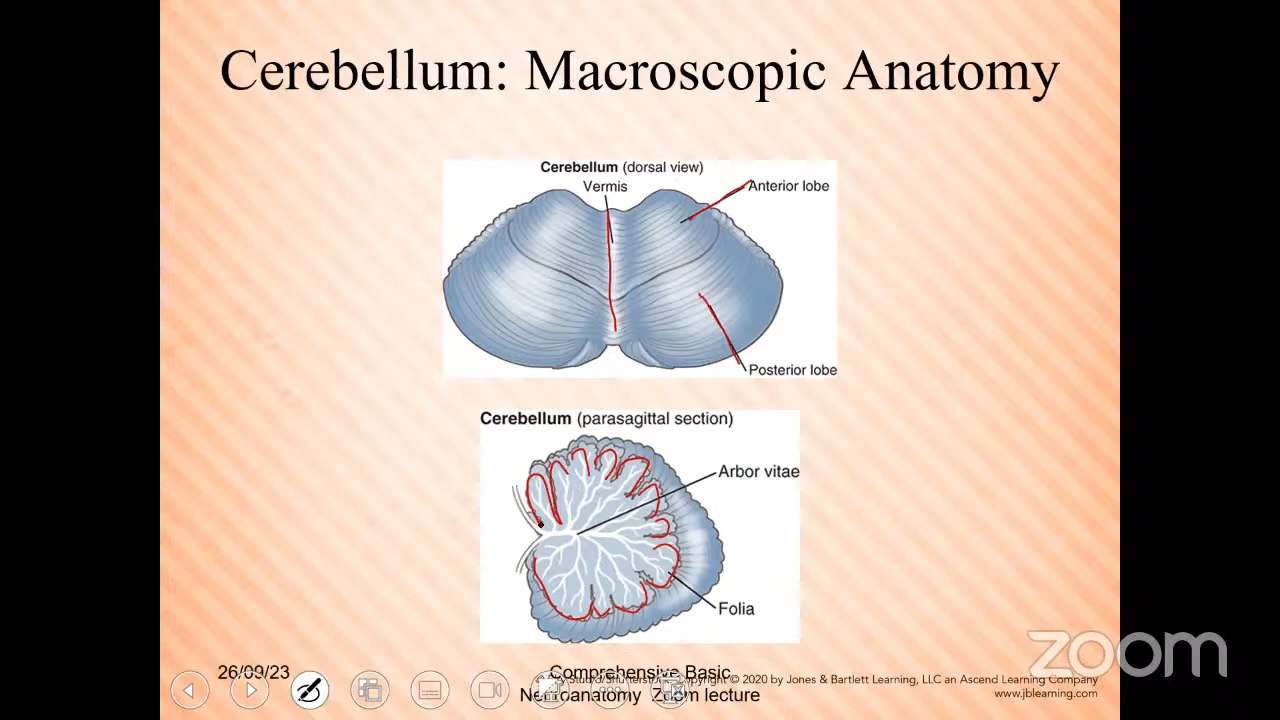 Cerebellum: Macroscopic Anatomy
Cerebellum (dorsal view)
Vermis
Anterior lobe
Posterior lobe
Cerebellum (parasagittal section)
Arbor vitae
Folia
zoom
26/09/23
Comprehensive Basic
Neuroanatomy Zoom lecture
Copyright © 2020 by Jones & Bartlett Learning, LLC an Ascend Learning Company
www.jblearning.com